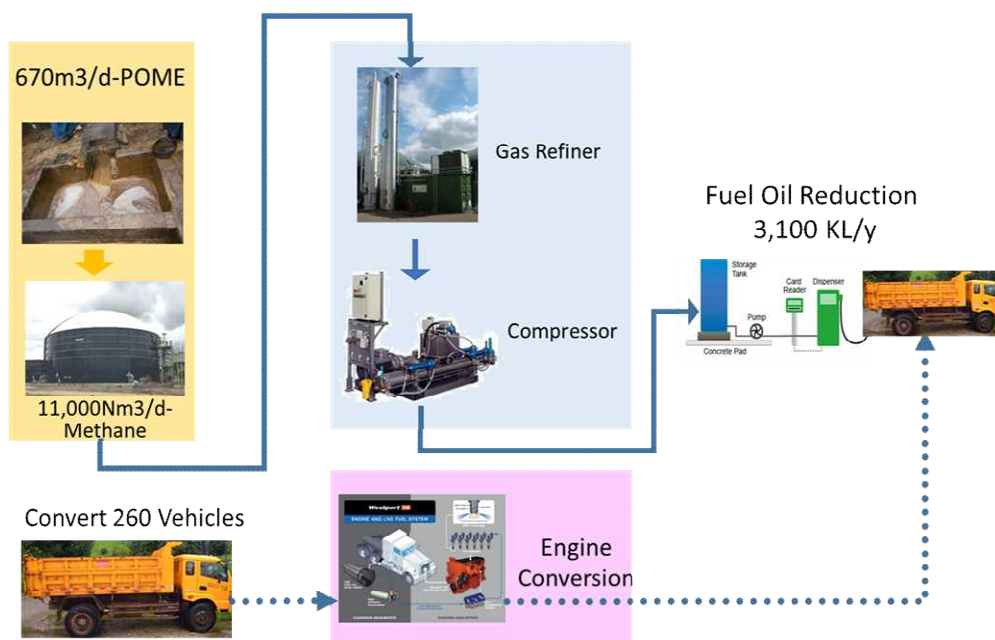 670m3/d-POME
11,000Nm3/d-
Methane
Gas Refiner
Compressor
Fuel Oil Reduction
3,100 KL/y
Storage
Tank
Card
Reader
Dispenser
Pump
Concrete Pad
Convert 260 Vehicles
Westport
ENGINE AND LNG FUEL SYSTEM
Engine
Conversion